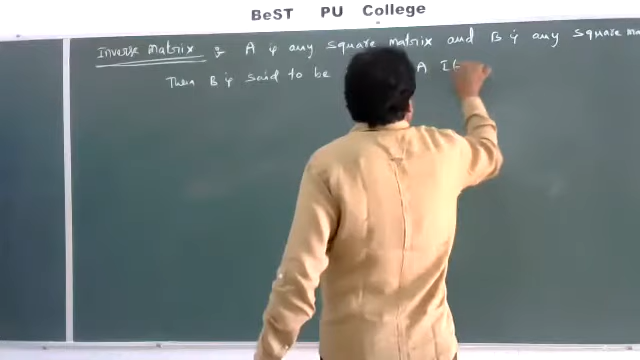 BeST PU College
Inverse Matrix : A is any square matrix and B is any square
Then B is said to be A If